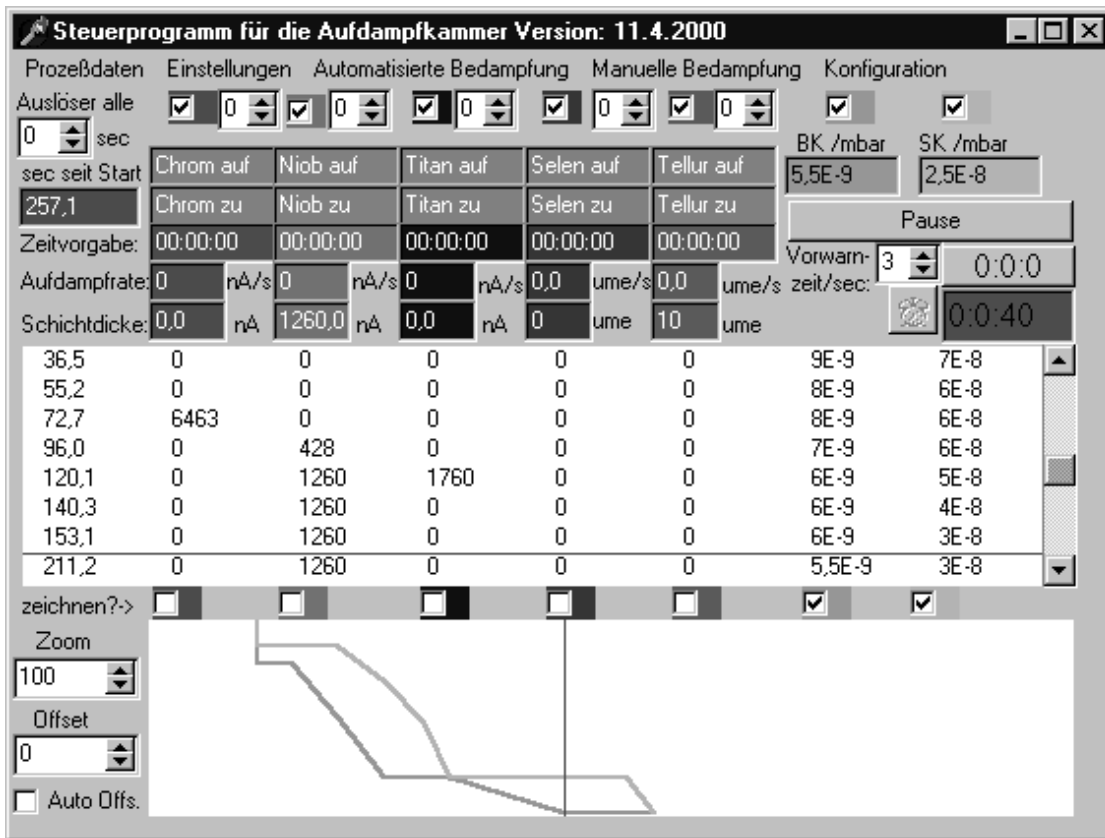 Steuerprogramm für die Aufdampfkammer Version: 11.4.2000
Prozeßdaten Einstellungen Automatisierte Bedampfung Manuelle Bedampfung Konfiguration
Auslöser alle 0 0 0 0 0
0 sec
BK /mbar SK /mbar
sec seit Start Chrom auf Niob auf Titan auf Selen auf Tellur auf 5,5E-9 2,5E-8
257,1 Chrom zu Niob zu Titan zu Selen zu Tellur zu Pause
Zeitvorgabe: 00:00:00 00:00:00 00:00:00 00:00:00 00:00:00
Vorwarn-
zeit/sec: 3 0:0:0
Aufdampfrate: 0 nA/s 0 nA/s 0 nA/s 0,0 ume/s 0,0 ume/s
Schichtdicke: 0,0 nA 1260,0 nA 0,0 nA 0 ume 10 ume 0:0:40
36,5 0 0 0 0 0 9E-9 7E-8
55,2 0 0 0 0 0 8E-9 6E-8
72,7 6463 0 0 0 0 8E-9 6E-8
96,0 0 428 0 0 0 7E-9 6E-8
120,1 0 1260 1760 0 0 6E-9 5E-8
140,3 0 1260 0 0 0 6E-9 4E-8
153,1 0 1260 0 0 0 6E-9 3E-8
211,2 0 1260 0 0 0 5,5E-9 3E-8
zeichnen?->
Zoom
100
Offset
0
Auto Offs.